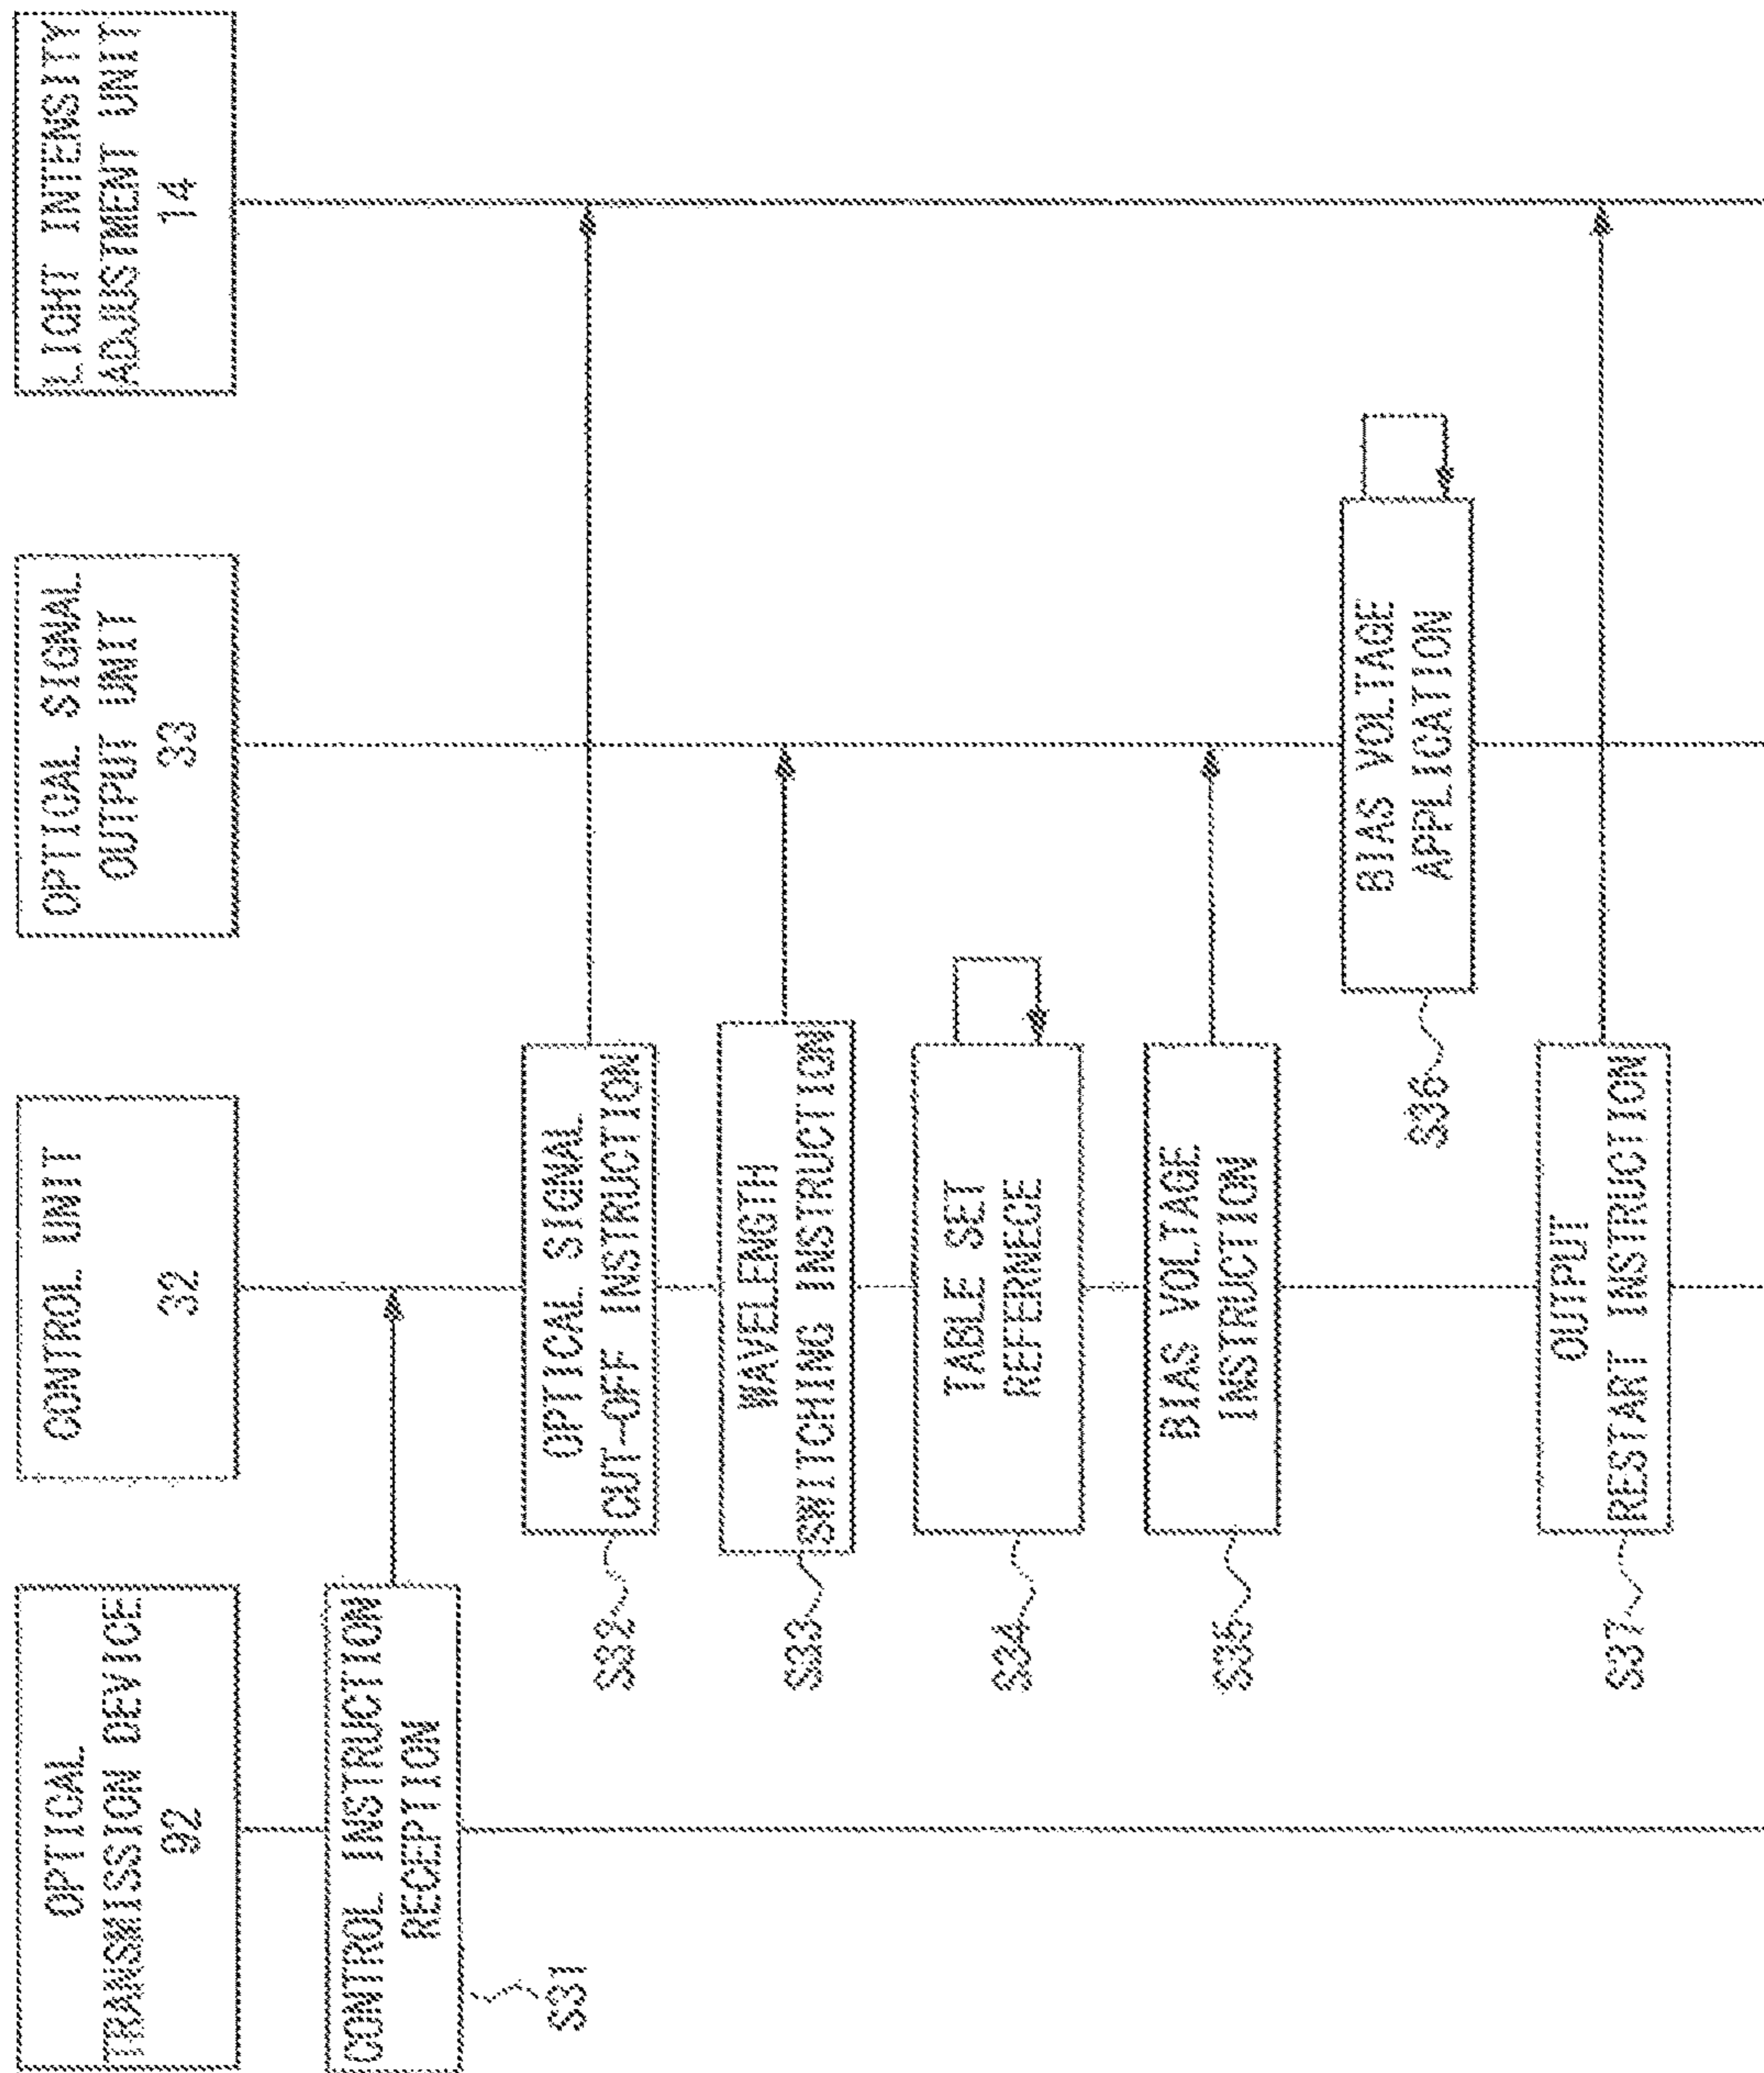 OPTICAL
TRANSMISSION DEVICE
92
CONTROL UNIT
32
OPTICAL SIGNAL
OUTPUT UNIT
33
LIGHT INTENSITY
ADJUSTMENT UNIT
14
CONTROL INSTRUCTION
RECEPTION
S31
OPTICAL SIGNAL
CUT-OFF INSTRUCTION
S32
WAVELENGTH
SWITCHING INSTRUCTION
S33
TABLE SET
REFERNECE
S34
BIAS VOLTAGE
INSTRUCTION
S35
BIAS VOLTAGE
APPLICATION
S36
OUTPUT
RESTART INSTRUCTION
S37